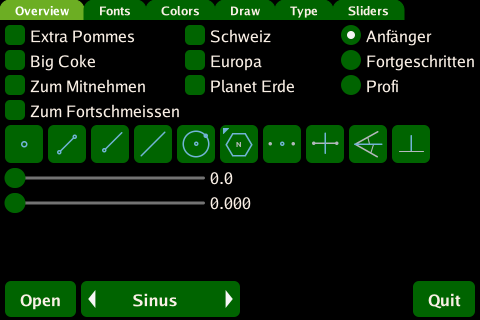 Overview Fonts Colors Draw Type Sliders
Extra Pommes Schweiz Anfänger
Big Coke Europa Fortgeschritten
Zum Mitnehmen Planet Erde Profi
Zum Fortschmeissen
N
0.0
0.000
Open Sinus Quit